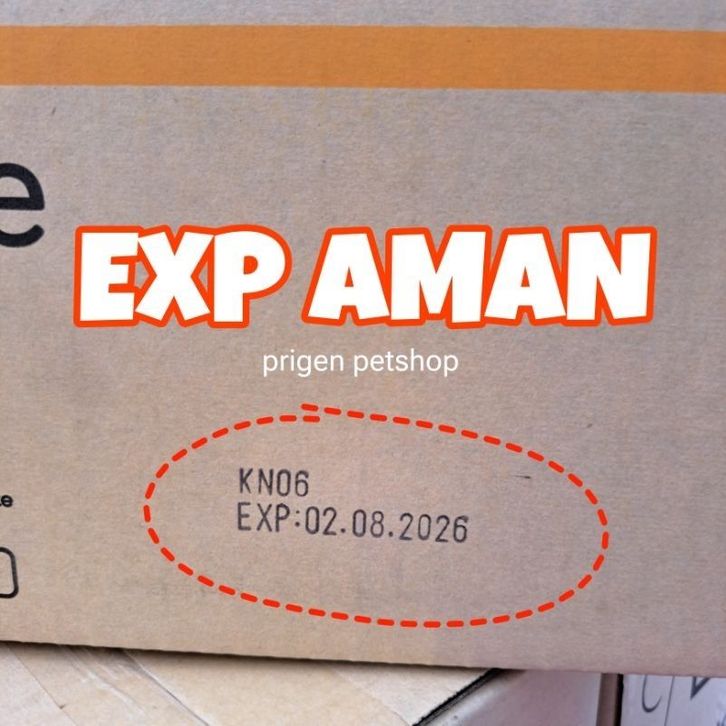 e
EXP AMAN
prigen petshop
KN06
EXP:02.08.2026